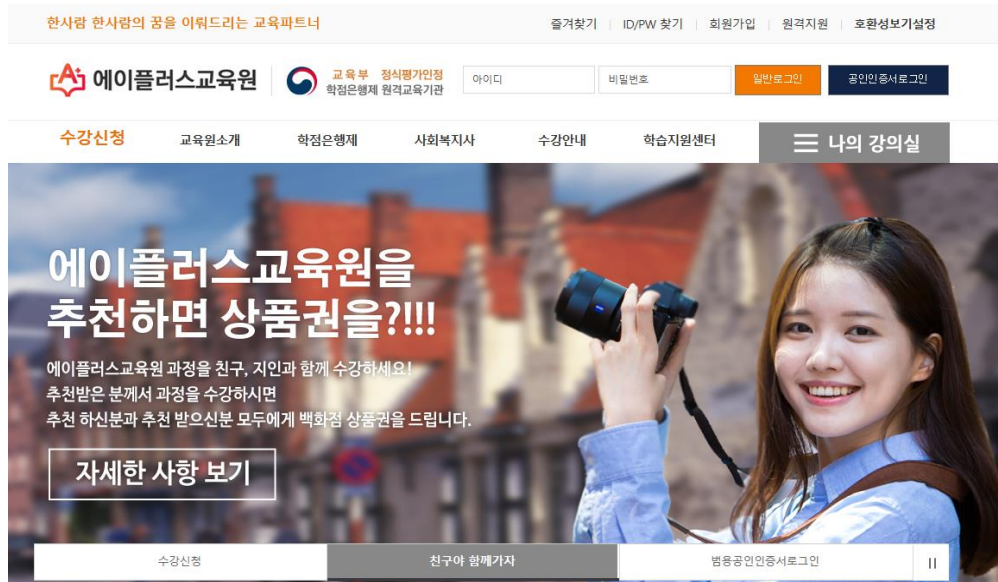 한사람 한사람의 꿈을 이뤄드리는 교육파트너
즐겨찾기 | ID/PW 찾기 | 회원가입 | 원격지원 | 호환성보기설정
에이플러스교육원
교육부 정식평가인정
학점은행제 원격교육기관
아이디
비밀번호
일반로그인
공인인증서로그인
수강신청
교육원소개
학점은행제
사회복지사
수강안내
학습지원센터
나의 강의실
에이플러스교육원을
추천하면 상품권을?!!!
에이플러스교육원 과정을 친구, 지인과 함께 수강하세요!
추천받은 분께서 과정을 수강하시면
추천 하신분과 추천 받으신분 모두에게 백화점 상품권을 드립니다.
자세한 사항 보기
수강신청
친구야 함께가자
범용공인인증서로그인